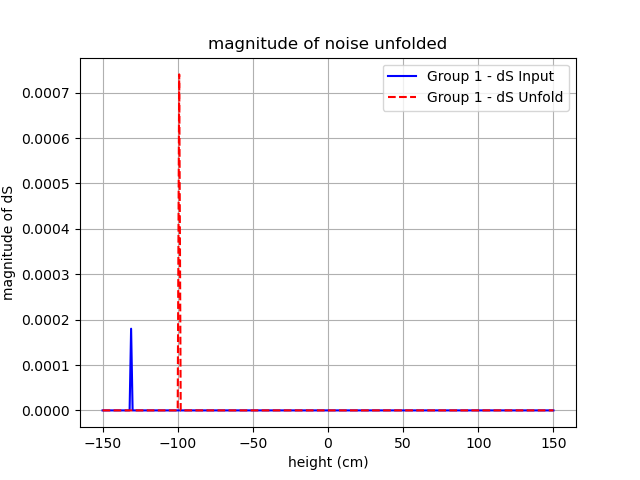 magnitude of noise unfolded
Group 1 - dS Input
Group 1 - dS Unfold
magnitude of dS
0.0007
0.0006
0.0005
0.0004
0.0003
0.0002
0.0001
0.0000
−150 −100 −50 0 50 100 150
height (cm)